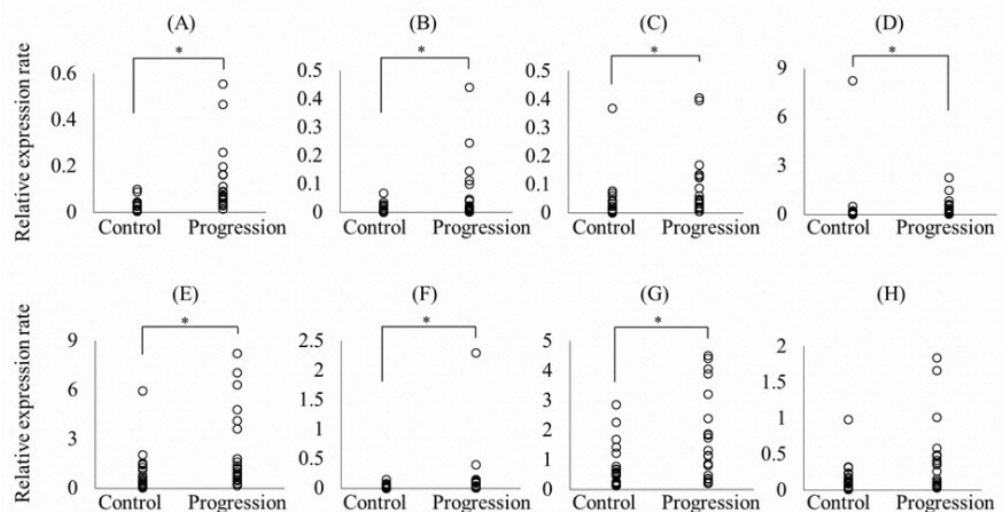 (A) (B) (C) (D)
* * * *
Relative expression rate
0.6 0.5 0.5 9
0.4 0.4 0.4 6
0.3 0.3
0.2 0.2 0.2 3
0.1 0.1
0 0 0 0
Control Progression Control Progression Control Progression Control Progression
(E) (F) (G) (H)
* * *
Relative expression rate
9 2.5 5 2
6 2 4 1.5
1.5 3 1
3 1 2 0.5
0.5 1
0 0 0 0
Control Progression Control Progression Control Progression Control Progression